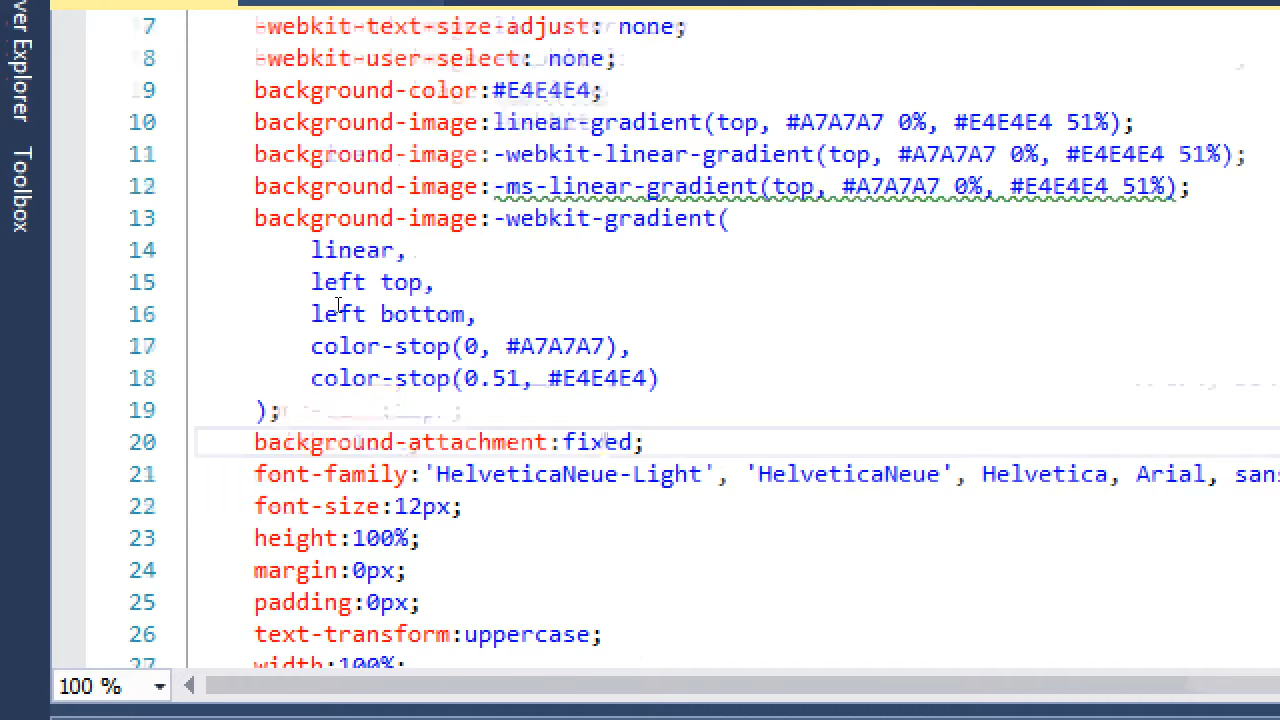 ver Explorer
Toolbox
7 -webkit-text-size-adjust: none;
8 -webkit-user-select: none;
9 background-color:#E4E4E4;
10 background-image:linear-gradient(top, #A7A7A7 0%, #E4E4E4 51%);
11 background-image:-webkit-linear-gradient(top, #A7A7A7 0%, #E4E4E4 51%);
12 background-image:-ms-linear-gradient(top, #A7A7A7 0%, #E4E4E4 51%);
13 background-image:-webkit-gradient(
14 linear,
15 left top,
16 left bottom,
17 color-stop(0, #A7A7A7),
18 color-stop(0.51, #E4E4E4)
19 );
20 background-attachment:fixed;
21 font-family:'HelveticaNeue-Light', 'HelveticaNeue', Helvetica, Arial, sans
22 font-size:12px;
23 height:100%;
24 margin:0px;
25 padding:0px;
26 text-transform:uppercase;
27 width:100%;
100 %